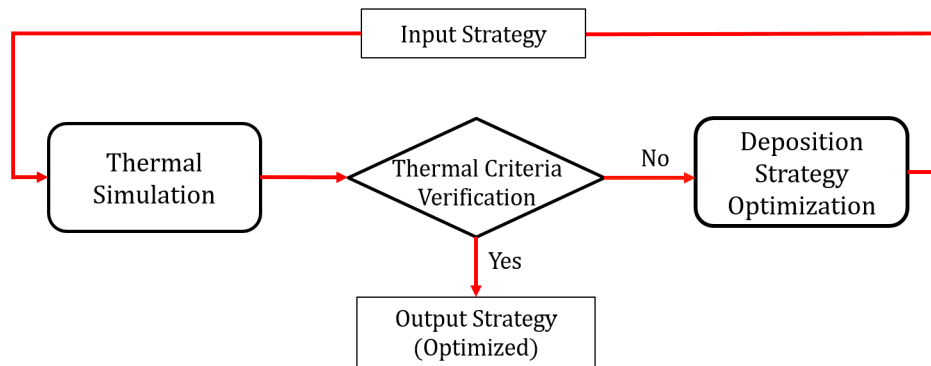 Input Strategy
Thermal
Simulation
Thermal Criteria
Verification
No
Deposition
Strategy
Optimization
Yes
Output Strategy
(Optimized)